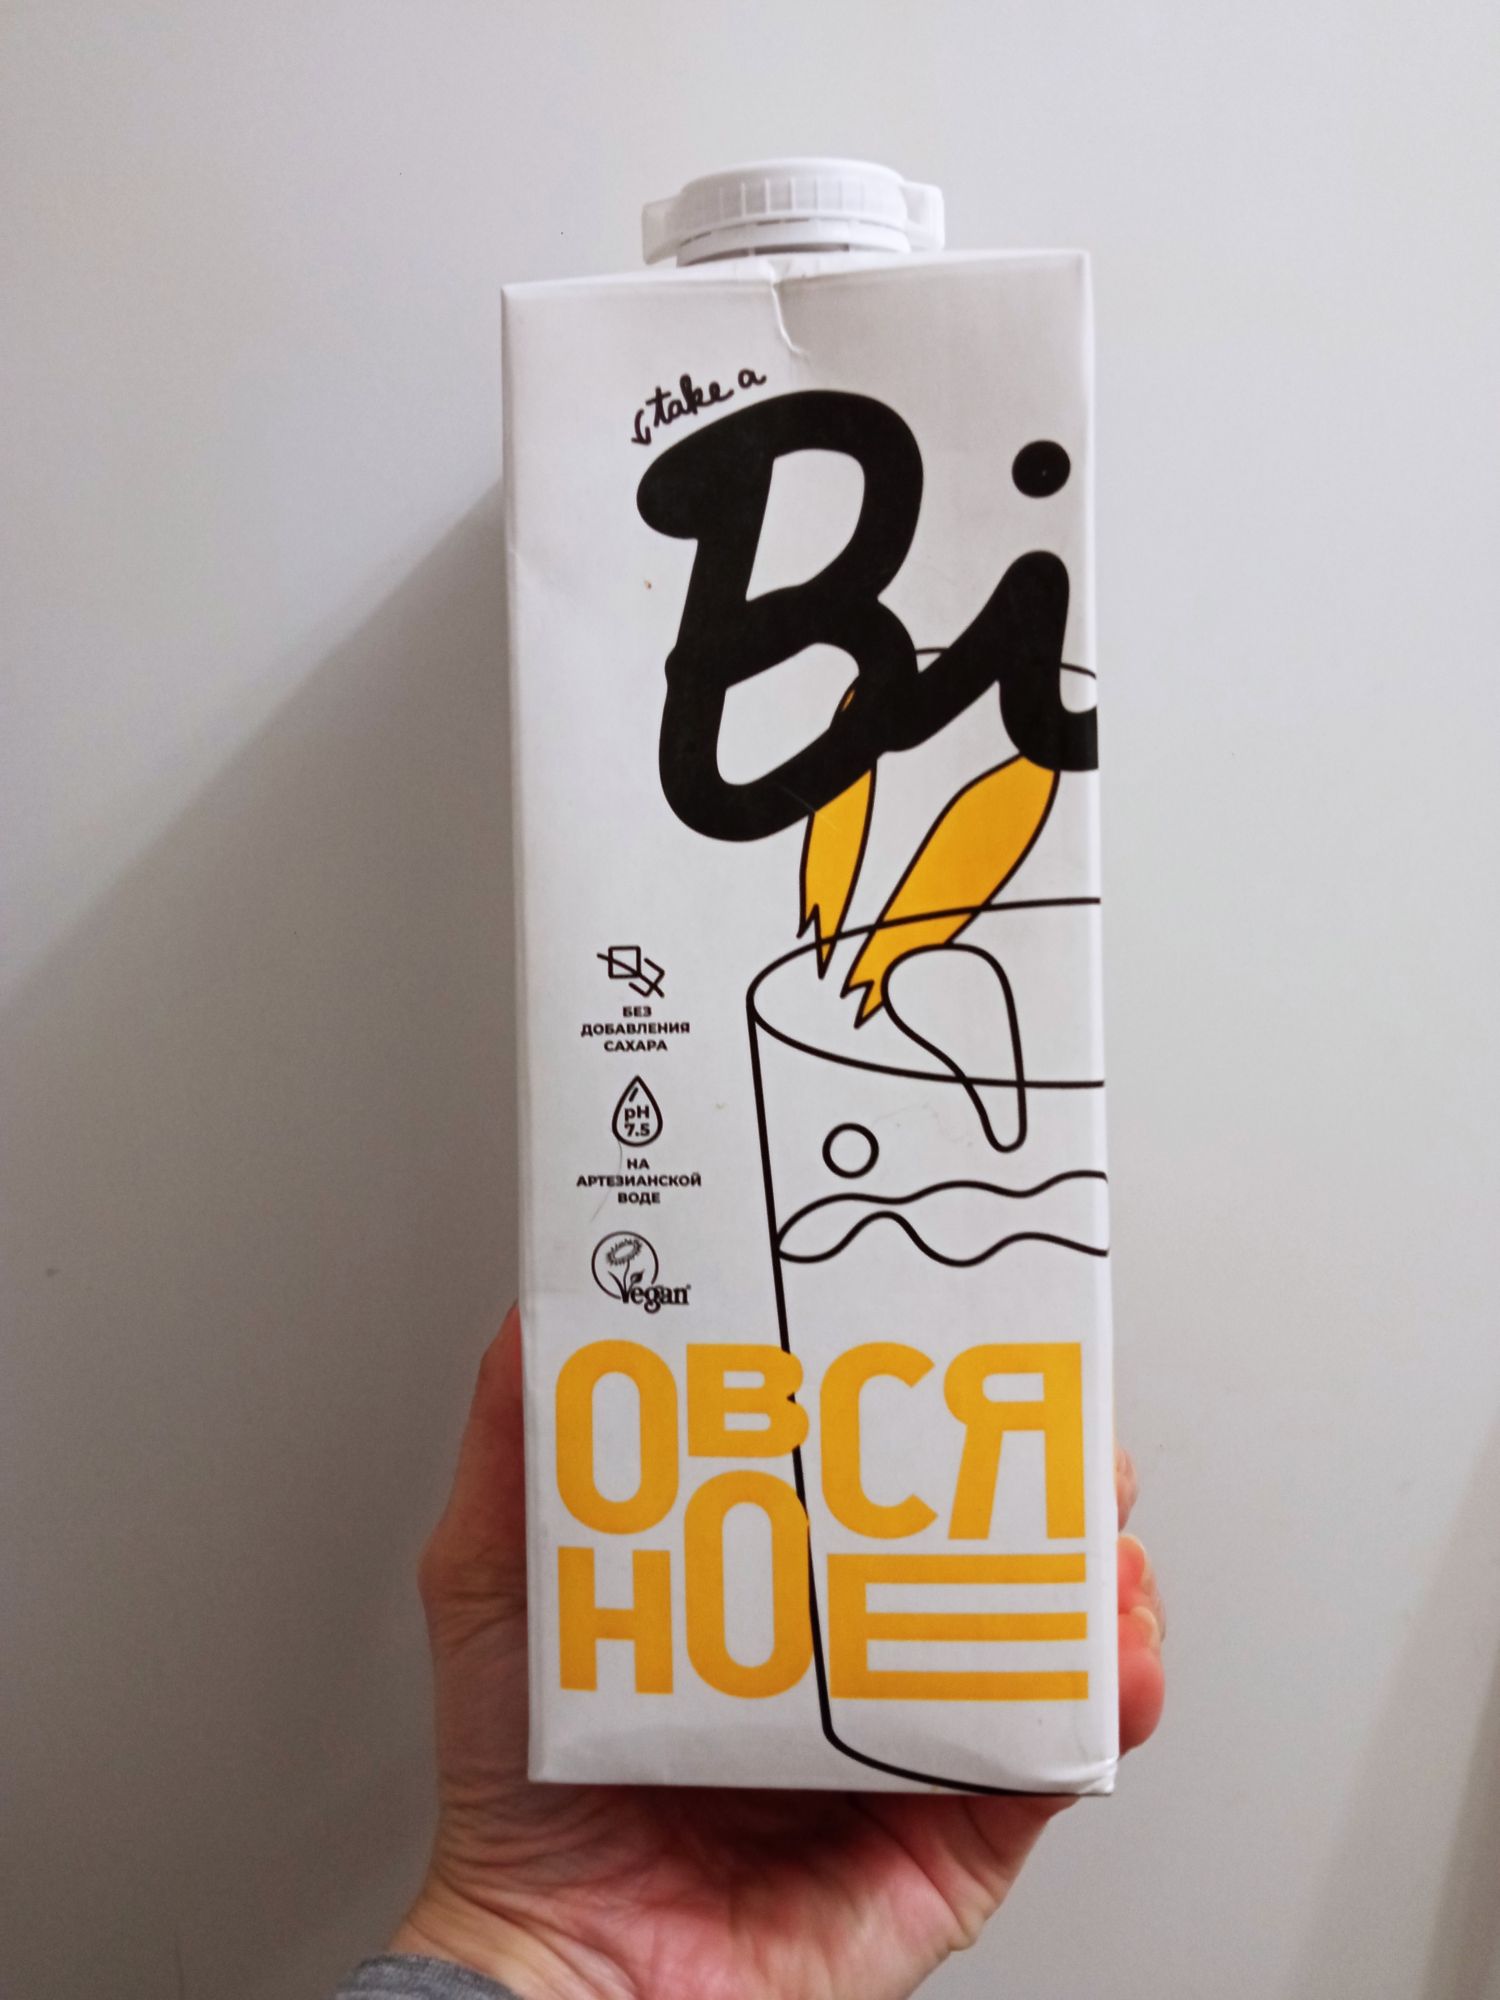 take a
Bi
БЕЗ
ДОБАВЛЕНИЯ
САХАРА
pH
7.5
НА
АРТЕЗИАНСКОЙ
ВОДЕ
Vegan
ОВСЯ
НОЕ